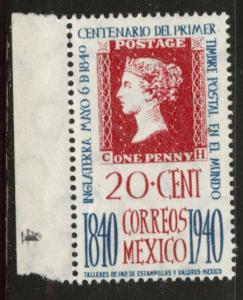 CENTENARIO DEL PRIMER
TIMBRE POSTAL EN EL MUNDO
INGLATERRA MAYO 6 D 1840
POSTAGE
C ONE PENNY H
20·CENT
1840 CORREOS 1940
MEXICO
TALLERES DE IMP. DE ESTAMPILLAS Y VALORES-MEXICO